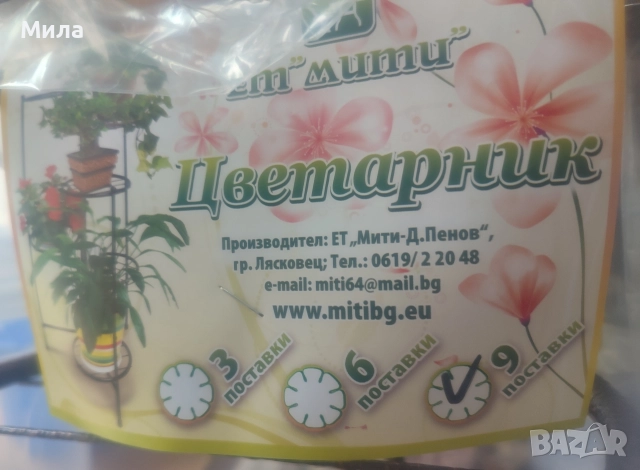 Мила
ЕТ "мити"
Цветарник
Производител: ЕТ „Мити-Д.Пенов“,
гр. Лясковец; Тел.: 0619/ 2 20 48
e-mail: miti64@mail.bg
www.mitibg.eu
3 поставки
6 поставки
9 поставки
BAZAR